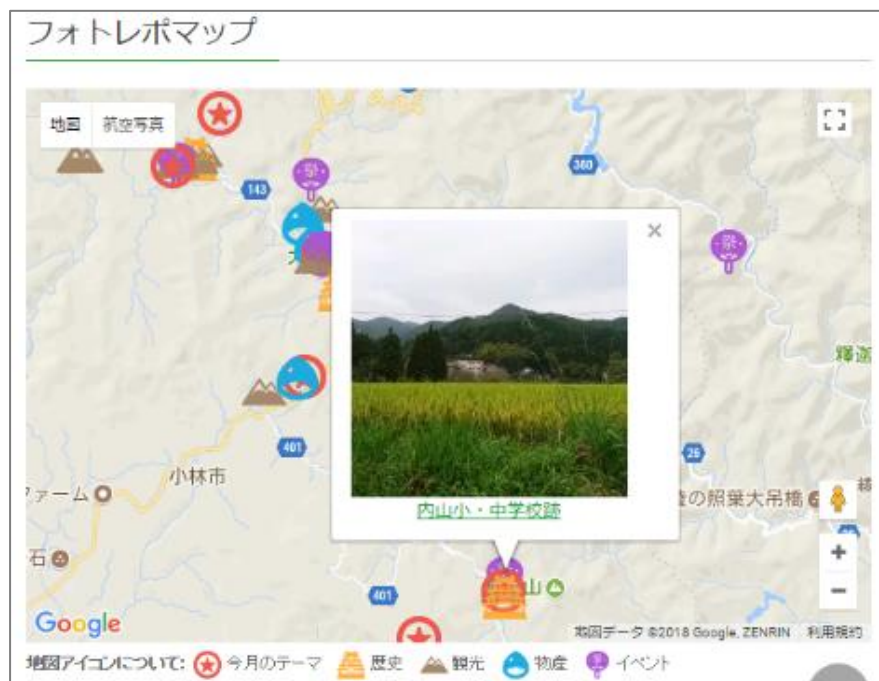 フォトレポマップ
地図 航空写真
143
360
祭
祭
401
小林市
ファーム
26
の照葉大吊橋
石
401
山
Google
地図データ ©2018 Google, ZENRIN 利用規約
内山小・中学校跡
地図アイコンについて: 今月のテーマ 歴史 観光 物産 イベント